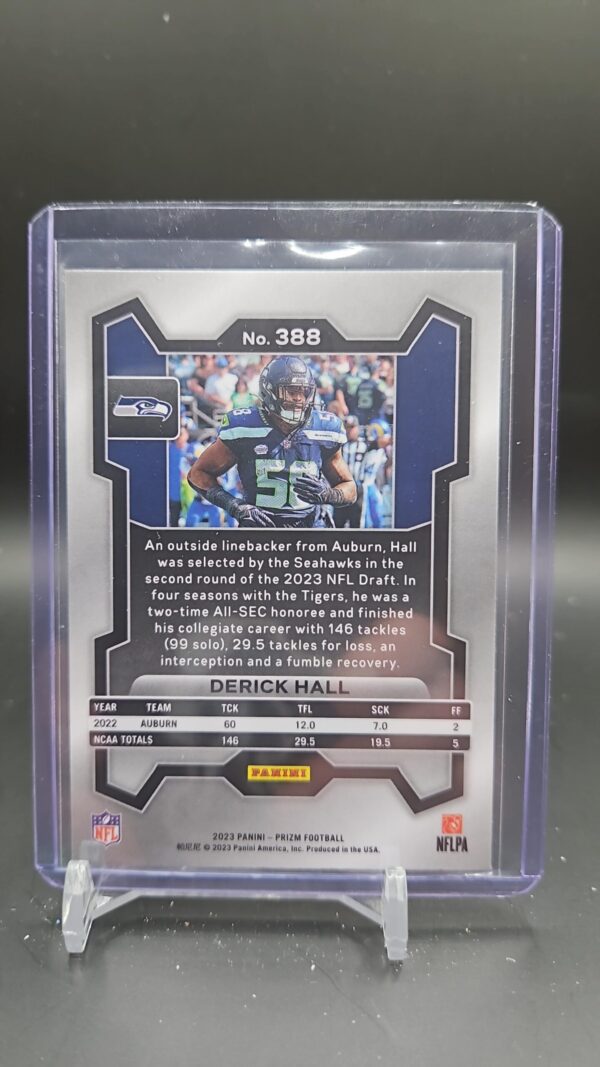 No. 388
58
An outside linebacker from Auburn, Hall
was selected by the Seahawks in the
second round of the 2023 NFL Draft. In
four seasons with the Tigers, he was a
two-time All-SEC honoree and finished
his collegiate career with 146 tackles
(99 solo), 29.5 tackles for loss, an
interception and a fumble recovery.
DERICK HALL
YEAR TEAM TCK TFL SCK FF
2022 AUBURN 60 12.0 7.0 2
NCAA TOTALS 146 29.5 19.5 5
PANINI
NFL
NFLPA
2023 PANINI – PRIZM FOOTBALL
帕尼尼 © 2023 Panini America, Inc. Produced in the USA.